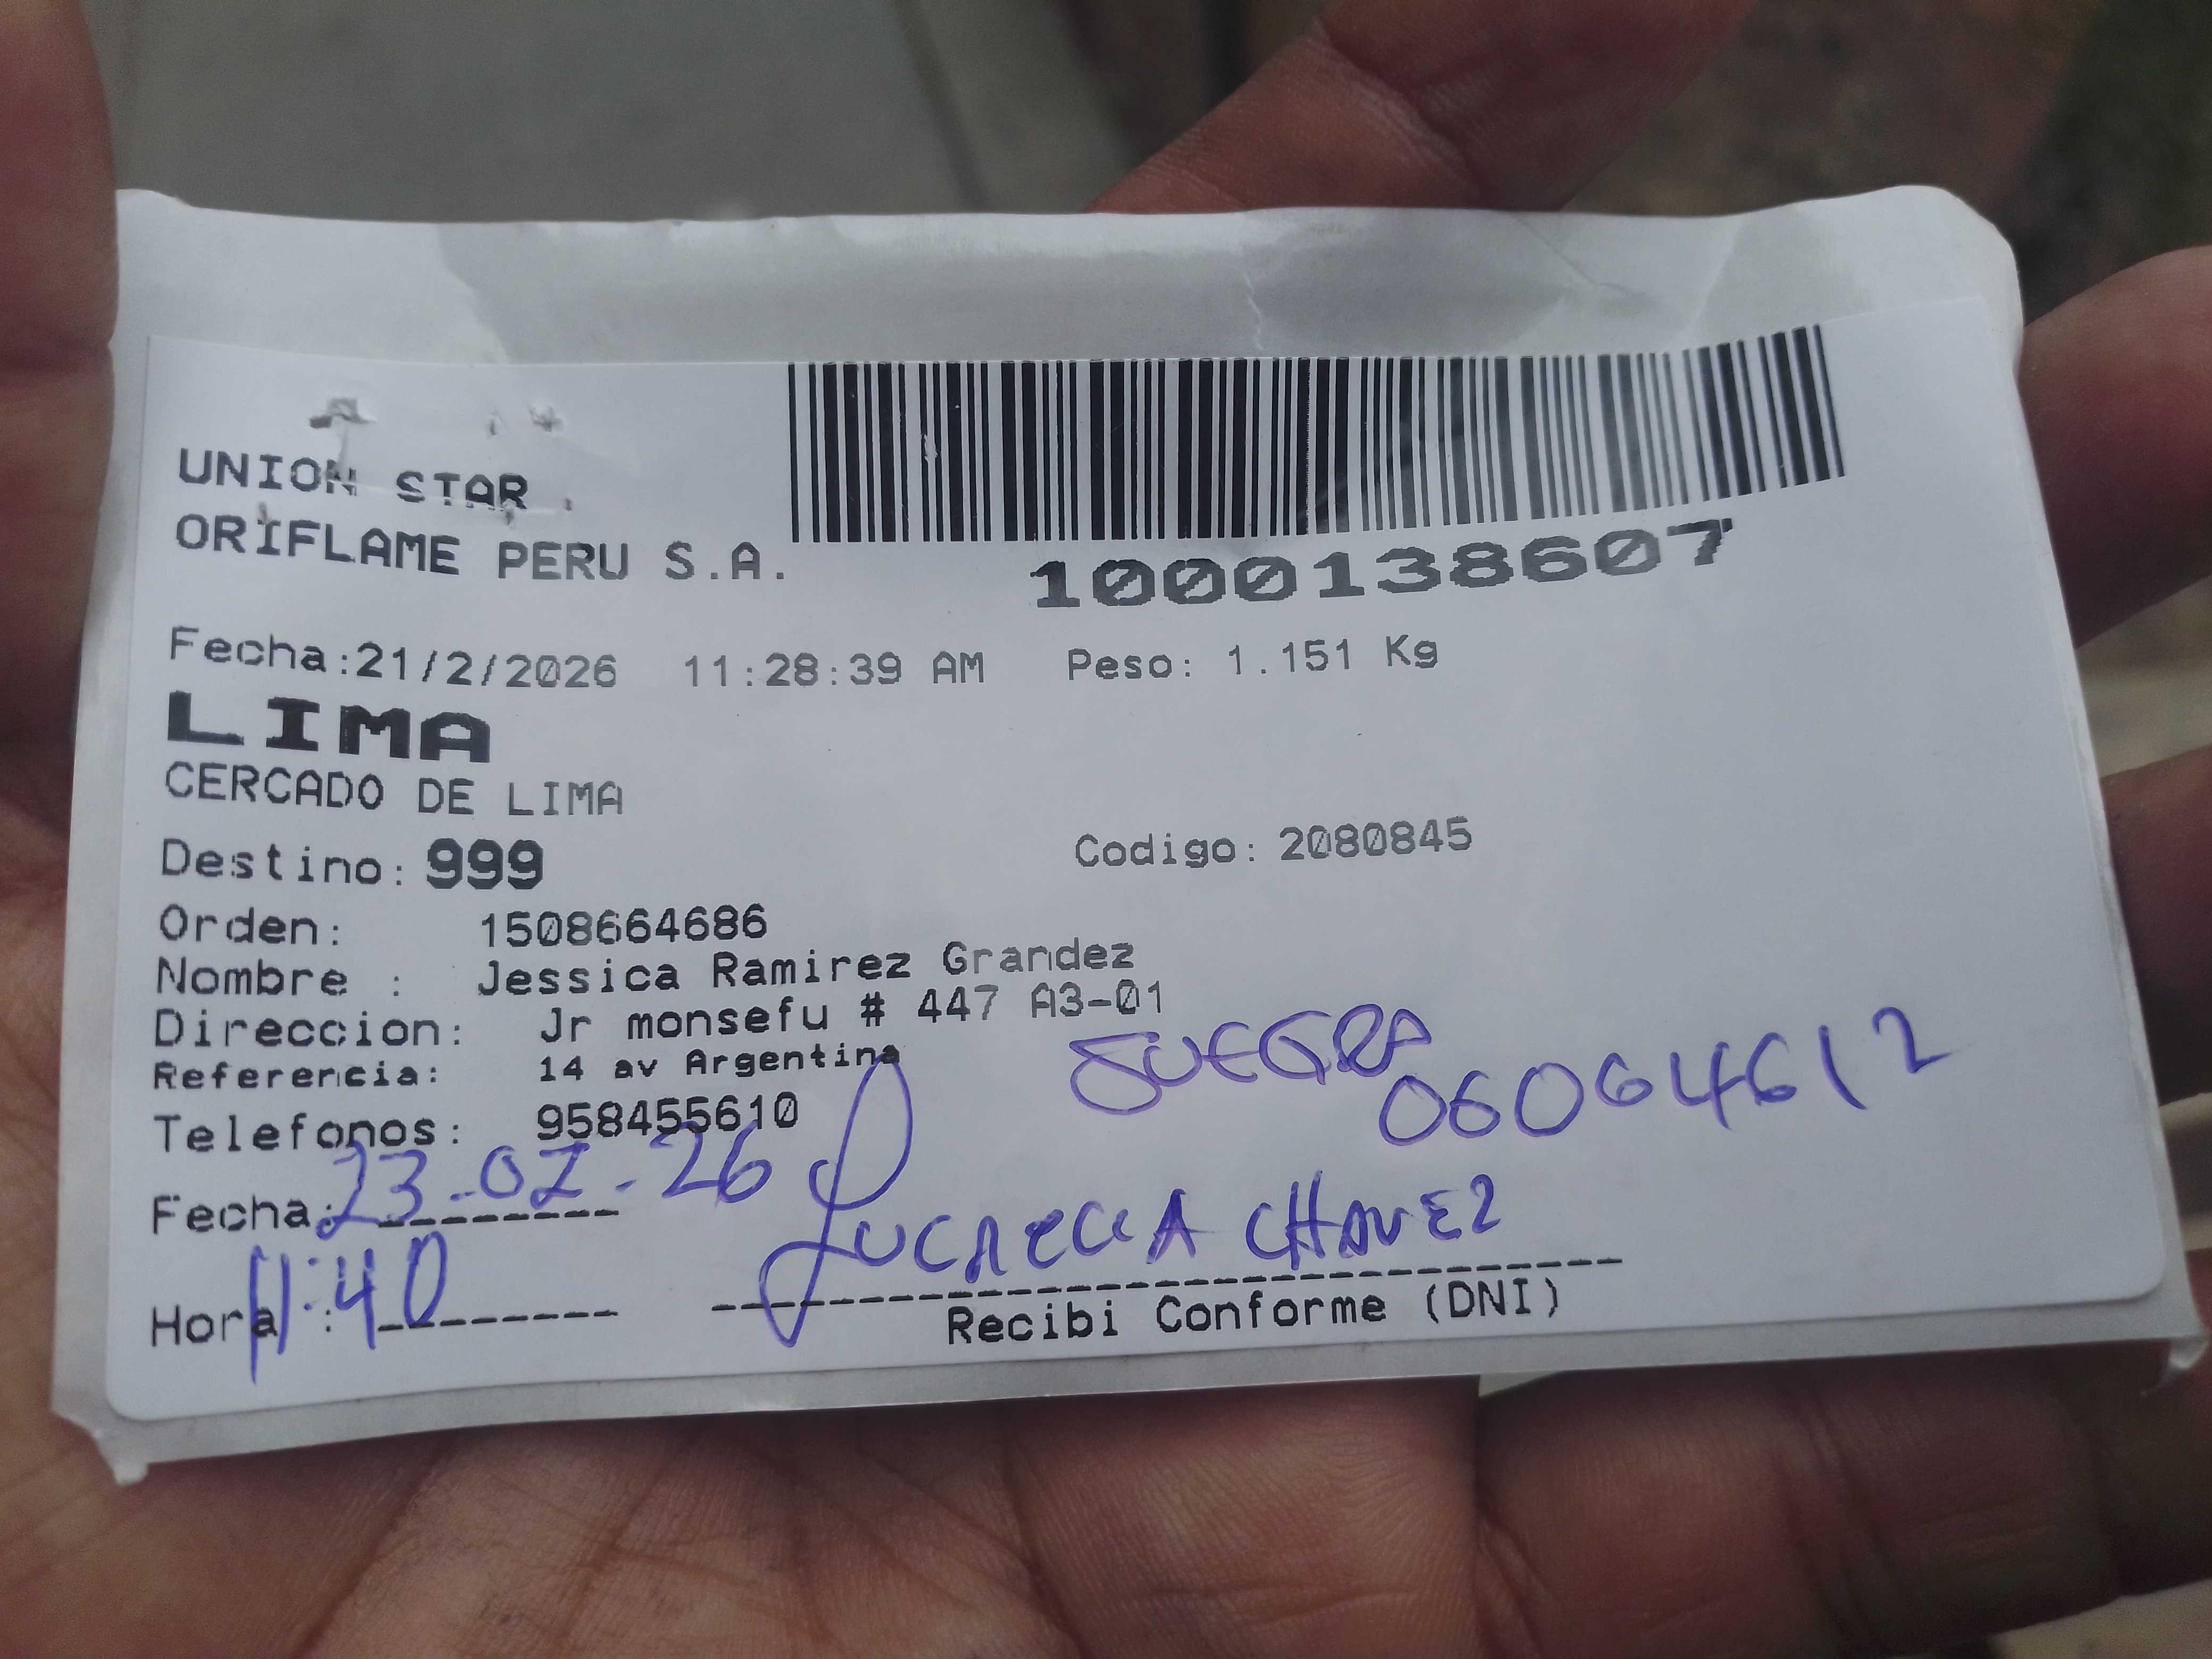 UNION STAR
ORIFLAME PERU S.A.
1000138607
Fecha:21/2/2026 11:28:39 AM Peso: 1.151 Kg
LIMA
CERCADO DE LIMA
Destino: 999 Codigo: 2080845
Orden: 1508664686
Nombre : Jessica Ramirez Grandez
Direccion: Jr monsefu # 447 A3-01
SUEGRA
Referencia: 14 av Argentina
06064612
Telefonos: 958455610
Fecha: 23-02-26
LUCRECIA CHAVEZ
Hora : 11:40
Recibi Conforme (DNI)